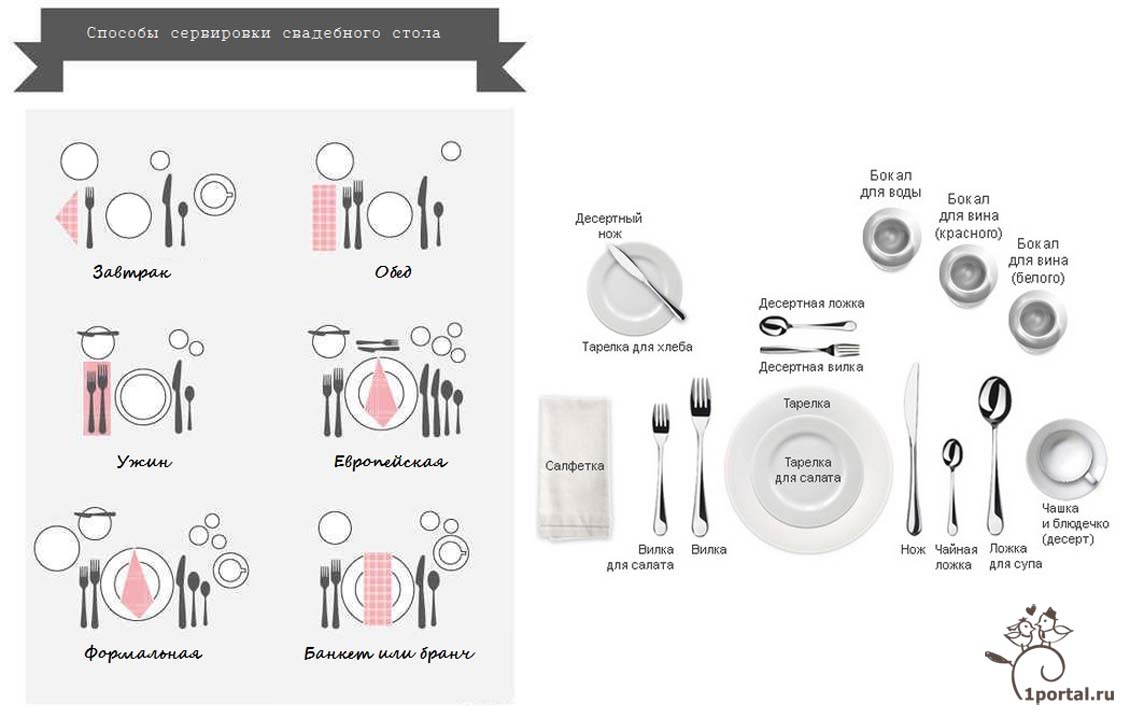 Способы сервировки свадебного стола
Завтрак
Обед
Ужин
Европейская
Формальная
Банкет или бранч
Бокал
для воды
Бокал
для вина
(красного)
Бокал
для вина
(белого)
Десертный
нож
Тарелка для хлеба
Десертная ложка
Десертная вилка
Салфетка
Тарелка
Тарелка
для салата
Вилка
для салата
Вилка
Нож
Чайная
ложка
Ложка
для супа
Чашка
и блюдечко
(десерт)
1portal.ru